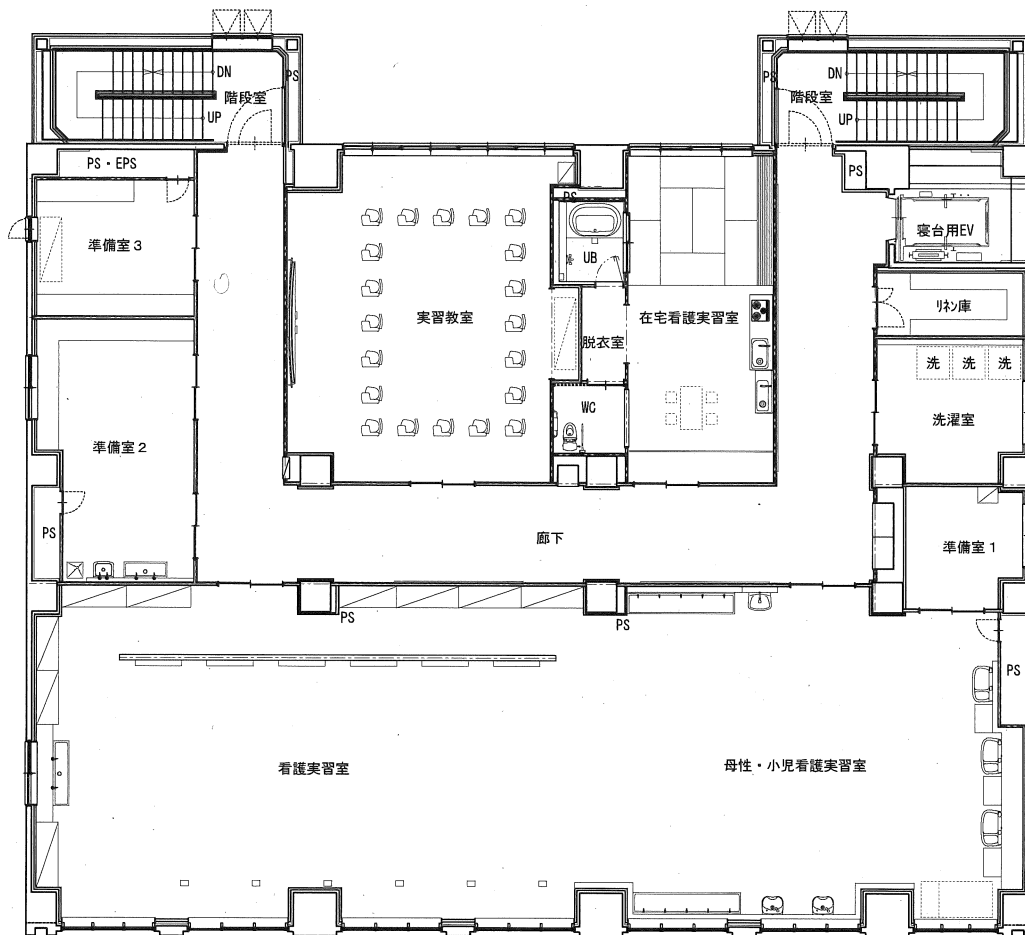 DN
PS
階段室
UP
PS
DN
階段室
UP
PS・EPS
PS
PS
準備室3
UB
寝台用EV
実習教室
在宅看護実習室
脱衣室
リネン庫
洗
洗
洗
WC
洗濯室
準備室2
PS
廊下
準備室1
PS
PS
PS
看護実習室
母性・小児看護実習室